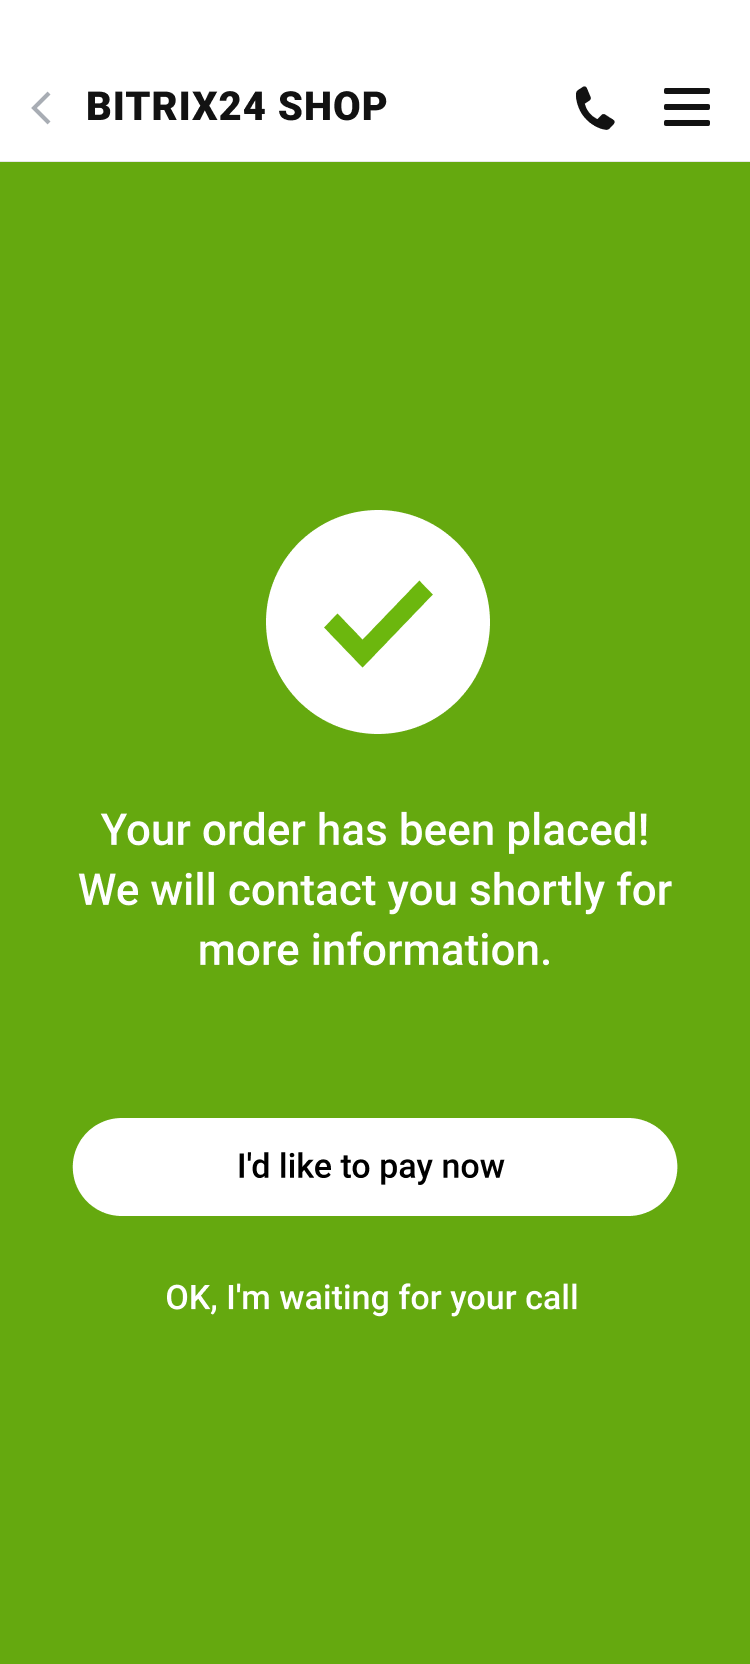 BITRIX24 SHOP
Your order has been placed!
We will contact you shortly for
more information.
I'd like to pay now
OK, I'm waiting for your call